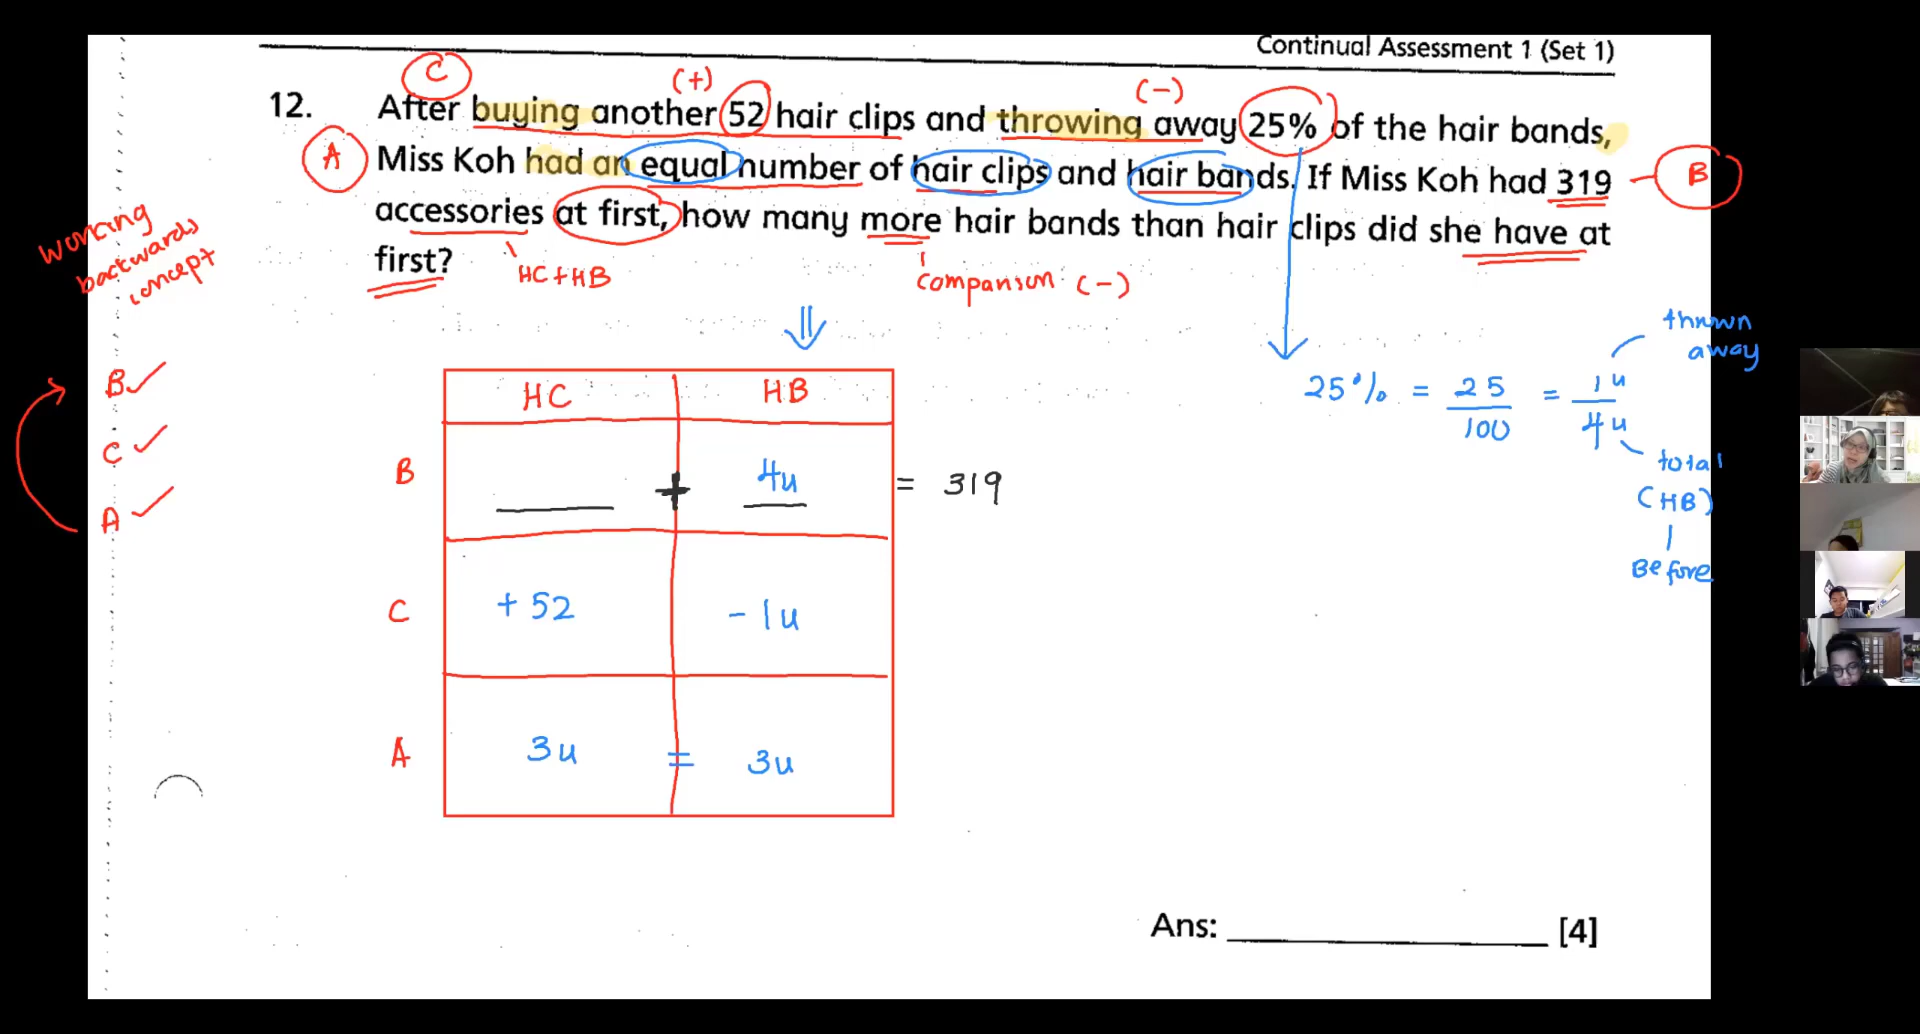 Continual Assessment 1 (Set 1)
C
(+)
(-)
12. After buying another 52 hair clips and throwing away 25% of the hair bands,
A
Miss Koh had an equal number of hair clips and hair bands. If Miss Koh had 319
B
accessories at first, how many more hair bands than hair clips did she have at
first?
HC+HB
comparison (-)
working
backwards
concept
B✓
C✓
A✓
HC HB
B ____ + 4u = 319
C +52 -1u
A 3u = 3u
25% = 25/100 = 1u/4u
thrown
away
total
(HB)
Before
Ans: ____________ [4]